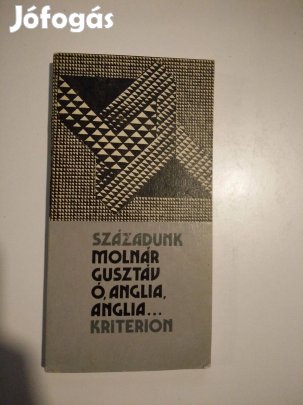 Jófogás
SZÁZADUNK
MOLNÁR
GUSZTÁV
Ó, ANGLIA,
ANGLIA...
KRITERION